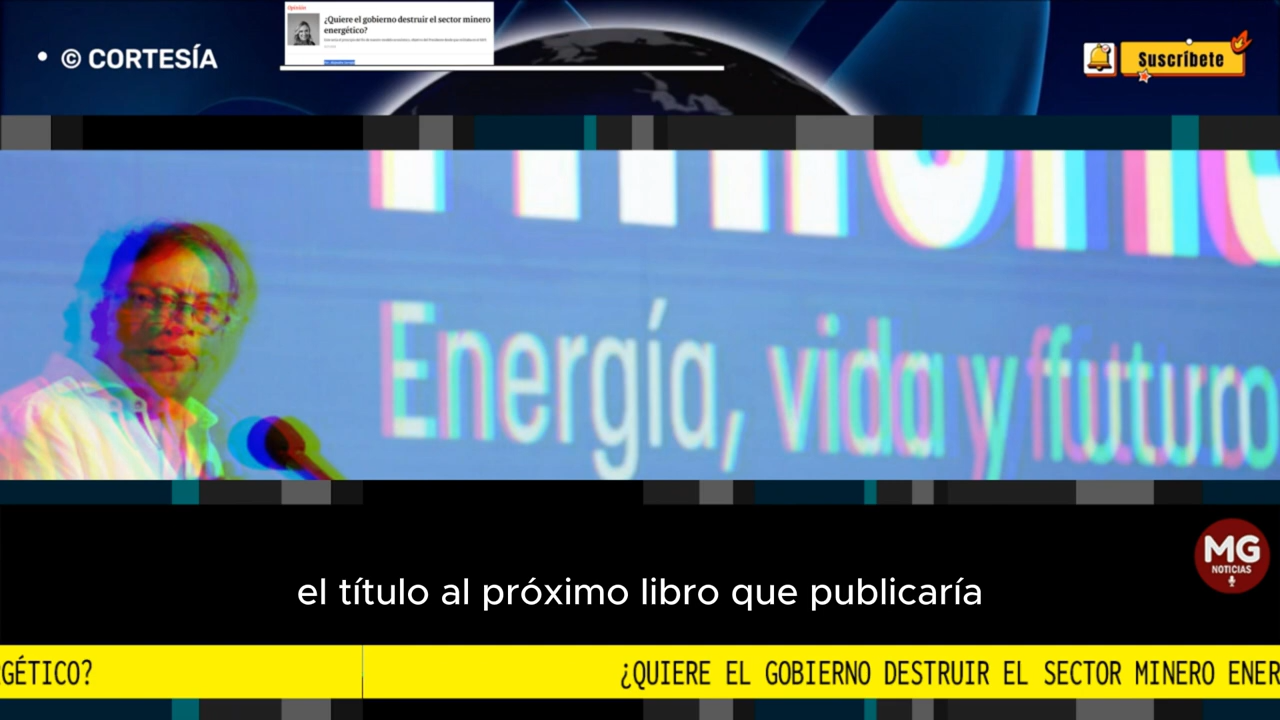 • © CORTESÍA
Opinión
¿Quiere el gobierno destruir el sector minero
energético?
Suscríbete
Energía, vida y futuro
MG
NOTICIAS
el título al próximo libro que publicaría
GÉTICO?
¿QUIERE EL GOBIERNO DESTRUIR EL SECTOR MINERO ENER